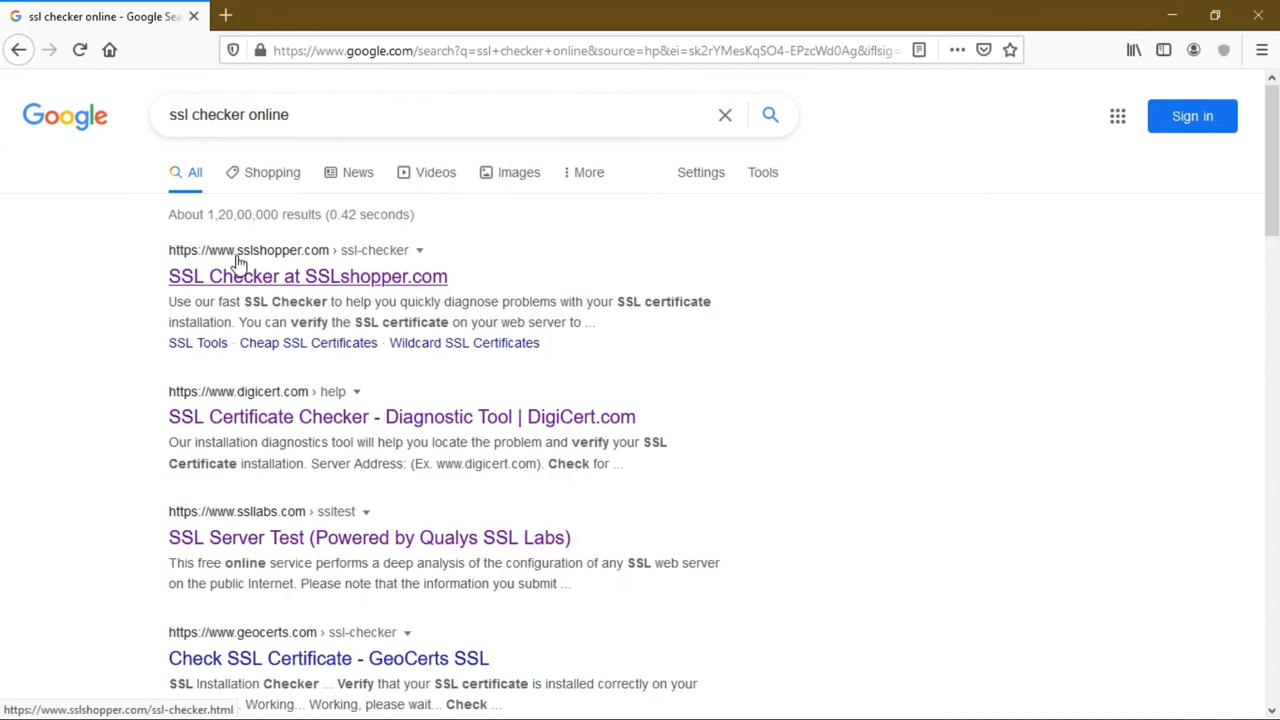 ssl checker online - Google Sea
https://www.google.com/search?q=ssl+checker+online&source=hp&ei=sk2rYMesKqSO4-EPzcWd0Ag&iflsig=
Google
ssl checker online
Sign in
All Shopping News Videos Images More Settings Tools
About 1,20,00,000 results (0.42 seconds)
https://www.sslshopper.com › ssl-checker
SSL Checker at SSLshopper.com
Use our fast SSL Checker to help you quickly diagnose problems with your SSL certificate
installation. You can verify the SSL certificate on your web server to ...
SSL Tools · Cheap SSL Certificates · Wildcard SSL Certificates
https://www.digicert.com › help
SSL Certificate Checker - Diagnostic Tool | DigiCert.com
Our installation diagnostics tool will help you locate the problem and verify your SSL
Certificate installation. Server Address: (Ex. www.digicert.com). Check for ...
https://www.ssllabs.com › ssltest
SSL Server Test (Powered by Qualys SSL Labs)
This free online service performs a deep analysis of the configuration of any SSL web server
on the public Internet. Please note that the information you submit ...
https://www.geocerts.com › ssl-checker
Check SSL Certificate - GeoCerts SSL
SSL Installation Checker ... Verify that your SSL certificate is installed correctly on your
Working... Working, please wait... Check ...
https://www.sslshopper.com/ssl-checker.html